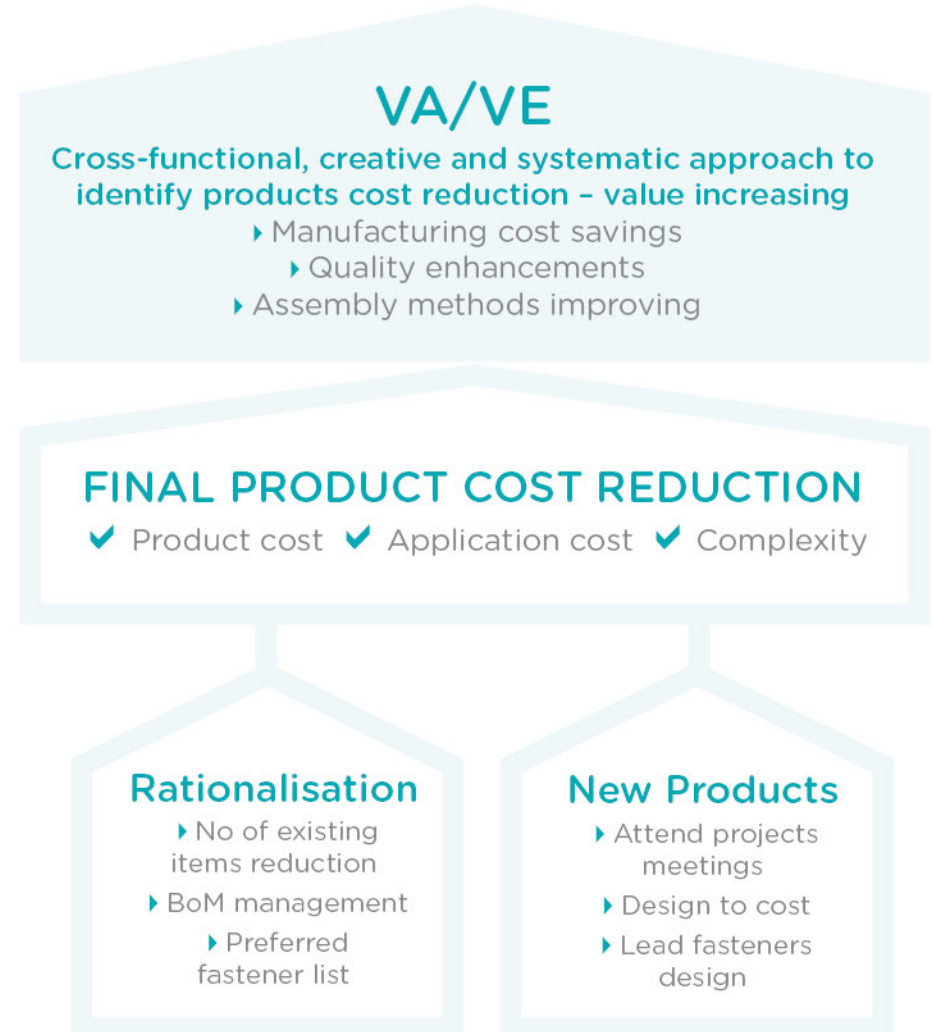 VA/VE
Cross-functional, creative and systematic approach to
identify products cost reduction – value increasing
Manufacturing cost savings
Quality enhancements
Assembly methods improving
FINAL PRODUCT COST REDUCTION
Product cost Application cost Complexity
Rationalisation
No of existing
items reduction
BoM management
Preferred
fastener list
New Products
Attend projects
meetings
Design to cost
Lead fasteners
design